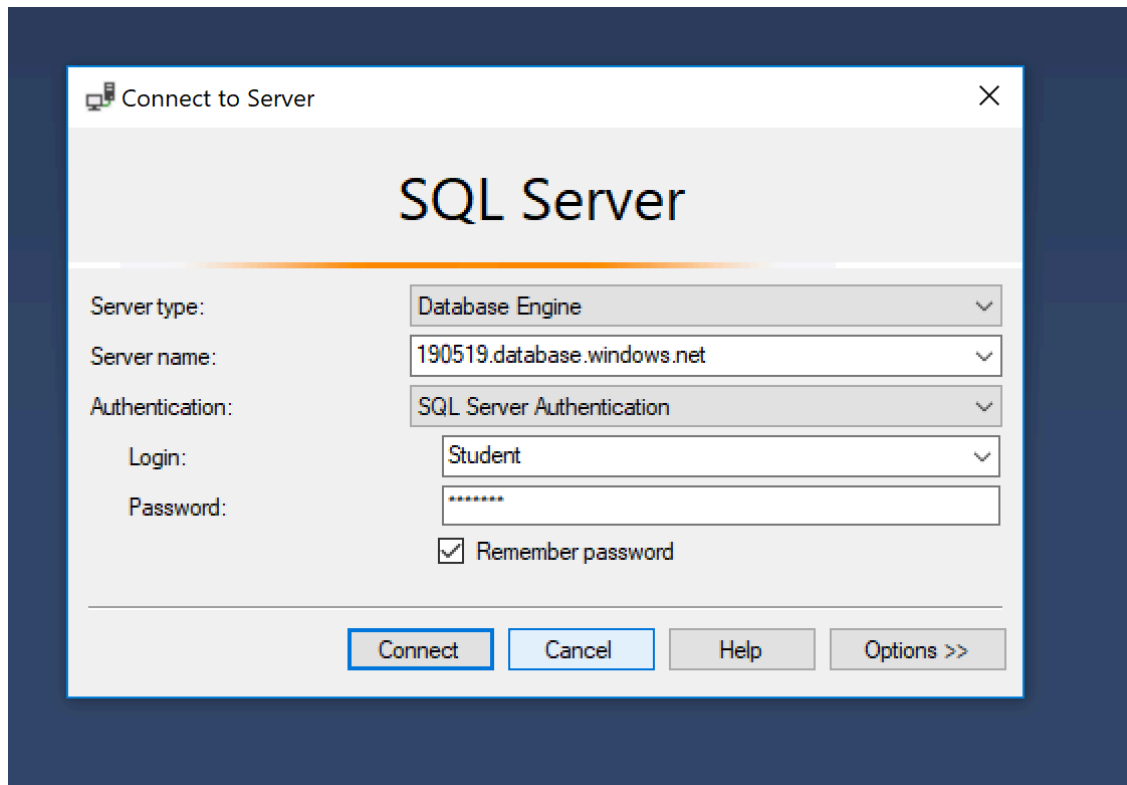 Connect to Server
SQL Server
Server type: Database Engine
Server name: 190519.database.windows.net
Authentication: SQL Server Authentication
Login: Student
Password: *******
Remember password
Connect Cancel Help Options >>